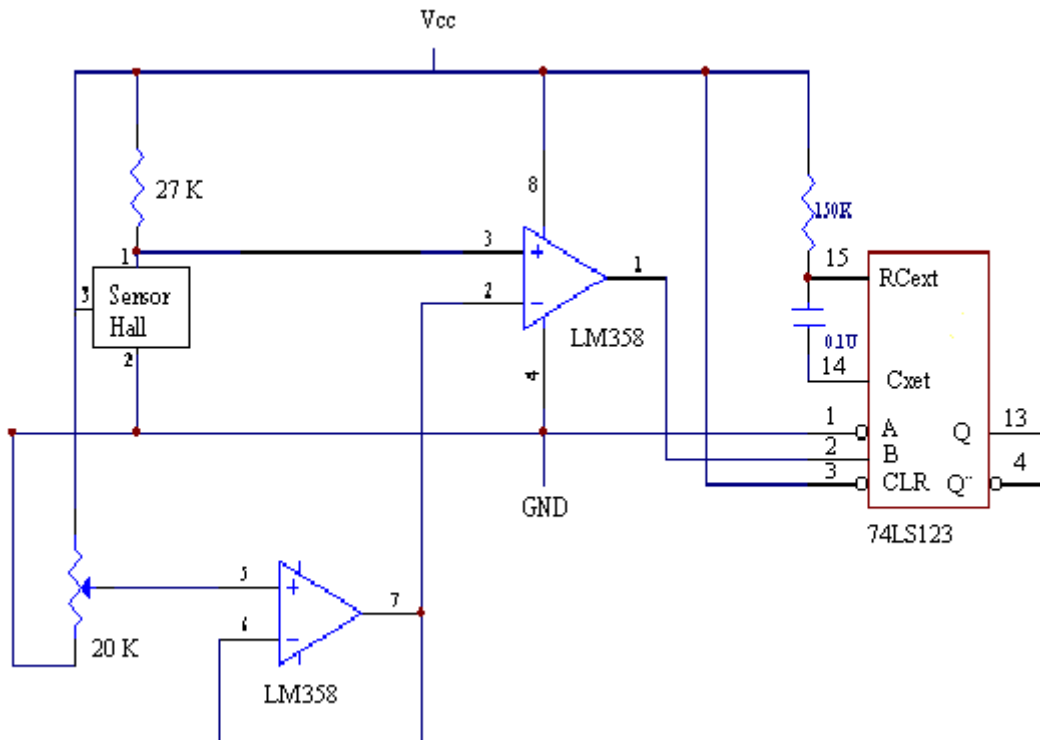 Vcc
27 K
8
150K
1
3
1
15
RCext
3
Sensor
Hall
2
LM358
0.1U
2
4
14
Cxet
1
A
Q
13
2
B
3
CLR
Q¨
4
GND
74LS123
5
7
6
20 K
LM358
+
−
+
−